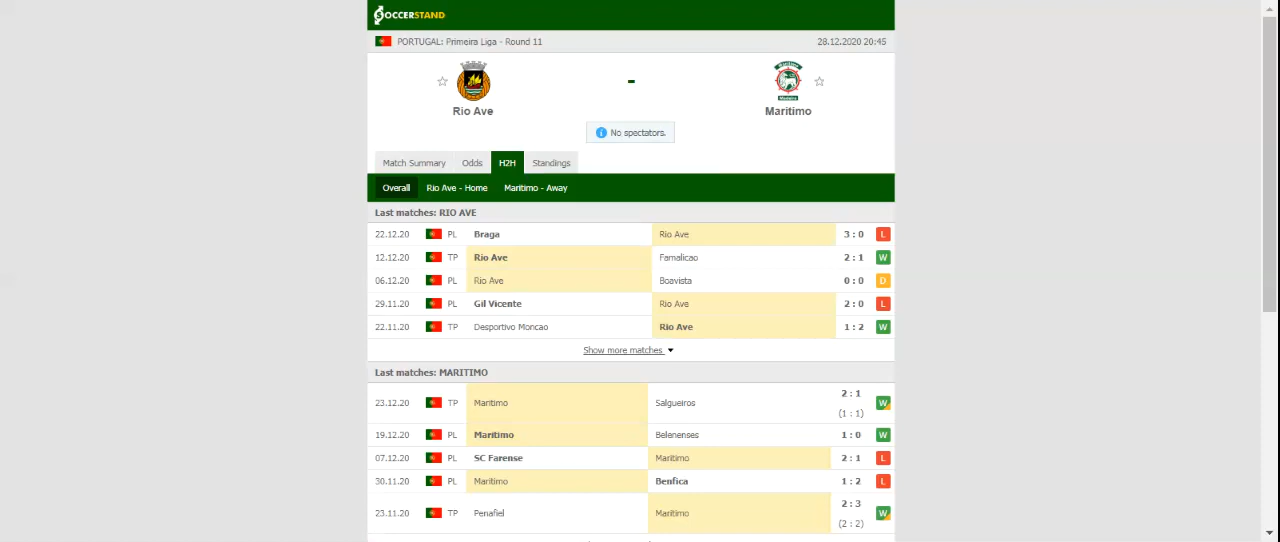 SOCCERSTAND
PORTUGAL: Primeira Liga - Round 11 28.12.2020 20:45
Rio Ave - Maritimo
No spectators.
Match Summary Odds H2H Standings
Overall Rio Ave - Home Maritimo - Away
Last matches: RIO AVE
22.12.20 PL Braga Rio Ave 3 : 0 L
12.12.20 TP Rio Ave Famalicao 2 : 1 W
06.12.20 PL Rio Ave Boavista 0 : 0 D
29.11.20 PL Gil Vicente Rio Ave 2 : 0 L
22.11.20 TP Desportivo Moncao Rio Ave 1 : 2 W
Show more matches
Last matches: MARITIMO
23.12.20 TP Maritimo Salgueiros 2 : 1 (1 : 1) W
19.12.20 PL Maritimo Belenenses 1 : 0 W
07.12.20 PL SC Farense Maritimo 2 : 1 L
30.11.20 PL Maritimo Benfica 1 : 2 L
23.11.20 TP Penafiel Maritimo 2 : 3 (2 : 2) W